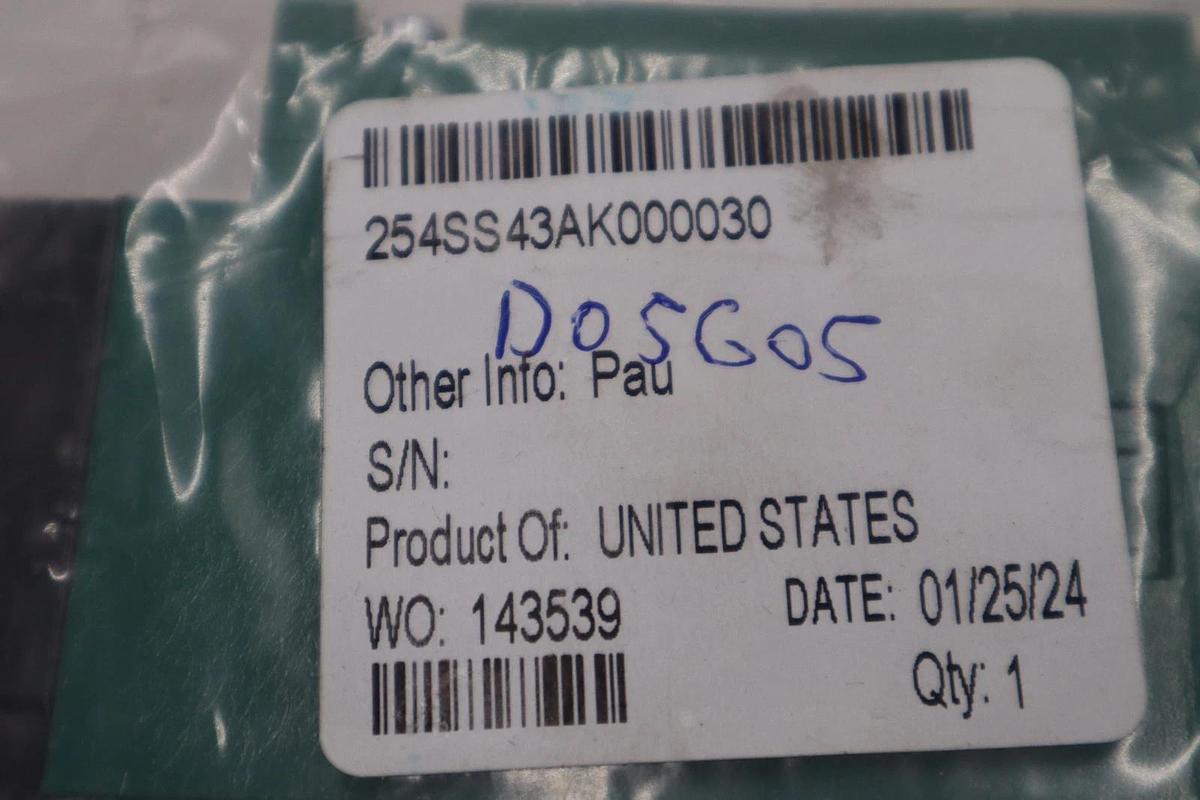 254SS43AK000030
D05G05
Other Info: Pau
S/N:
Product Of: UNITED STATES
WO: 143539 DATE: 01/25/24
Qty: 1